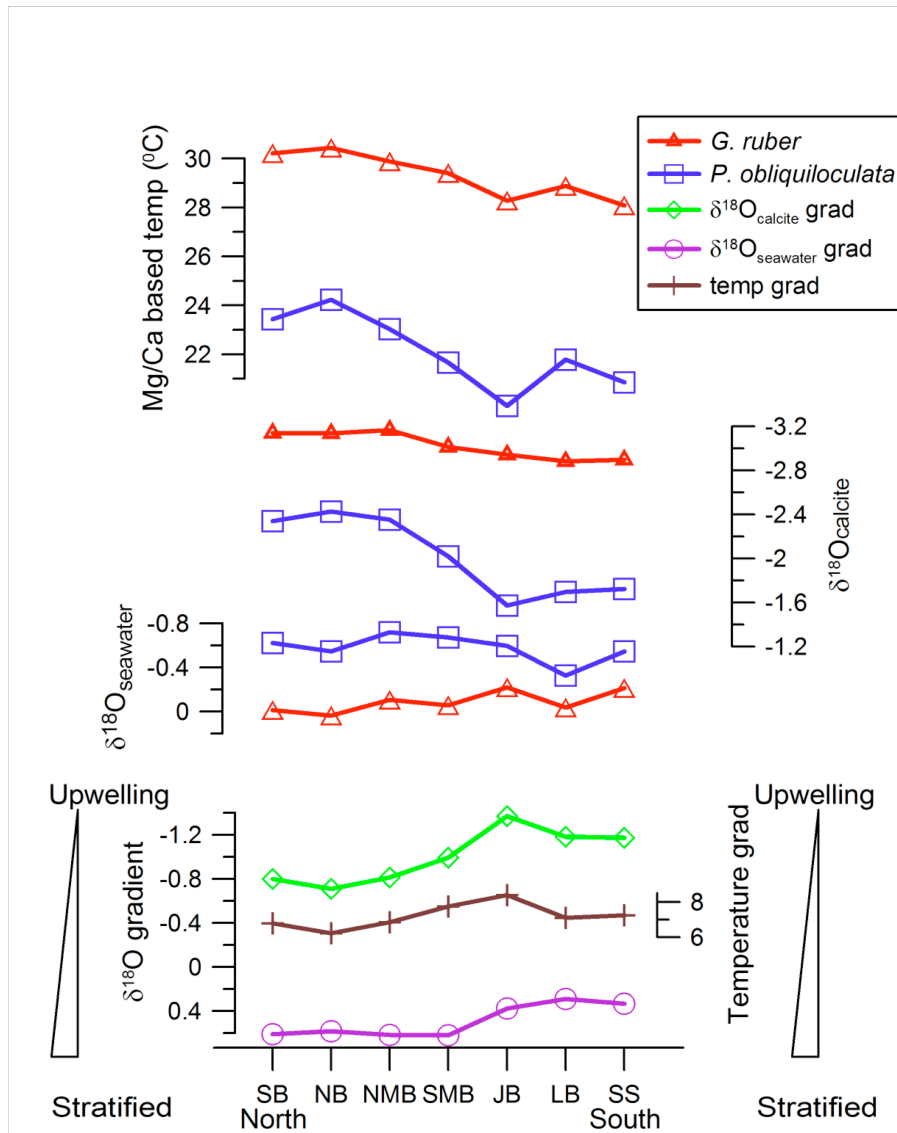 G. ruber
P. obliquiloculata
δ¹⁸Ocalcite grad
δ¹⁸Oseawater grad
temp grad
Mg/Ca based temp (⁰C)
30
28
26
24
22
-3.2
-2.8
-2.4
-2
-1.6
-1.2
δ¹⁸Ocalcite
δ¹⁸Oseawater
-0.8
-0.4
0
Upwelling
Upwelling
δ¹⁸O gradient
-1.2
-0.8
-0.4
0
0.4
8
6
Temperature grad
SB NB NMB SMB JB LB SS
North South
Stratified
Stratified